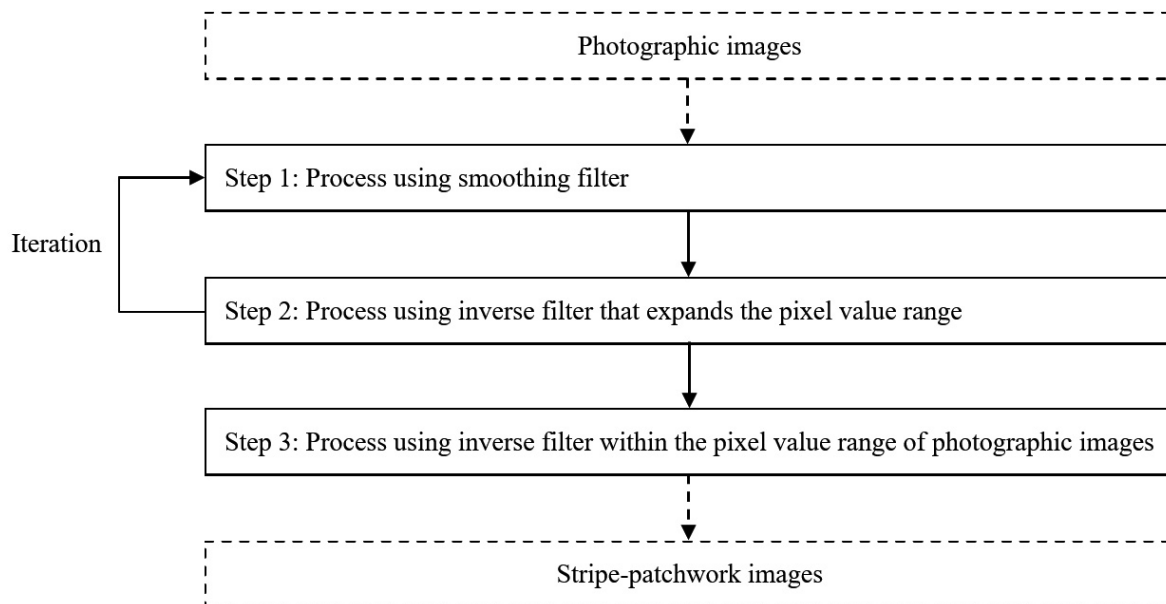 Photographic images
Step 1: Process using smoothing filter
Iteration
Step 2: Process using inverse filter that expands the pixel value range
Step 3: Process using inverse filter within the pixel value range of photographic images
Stripe-patchwork images